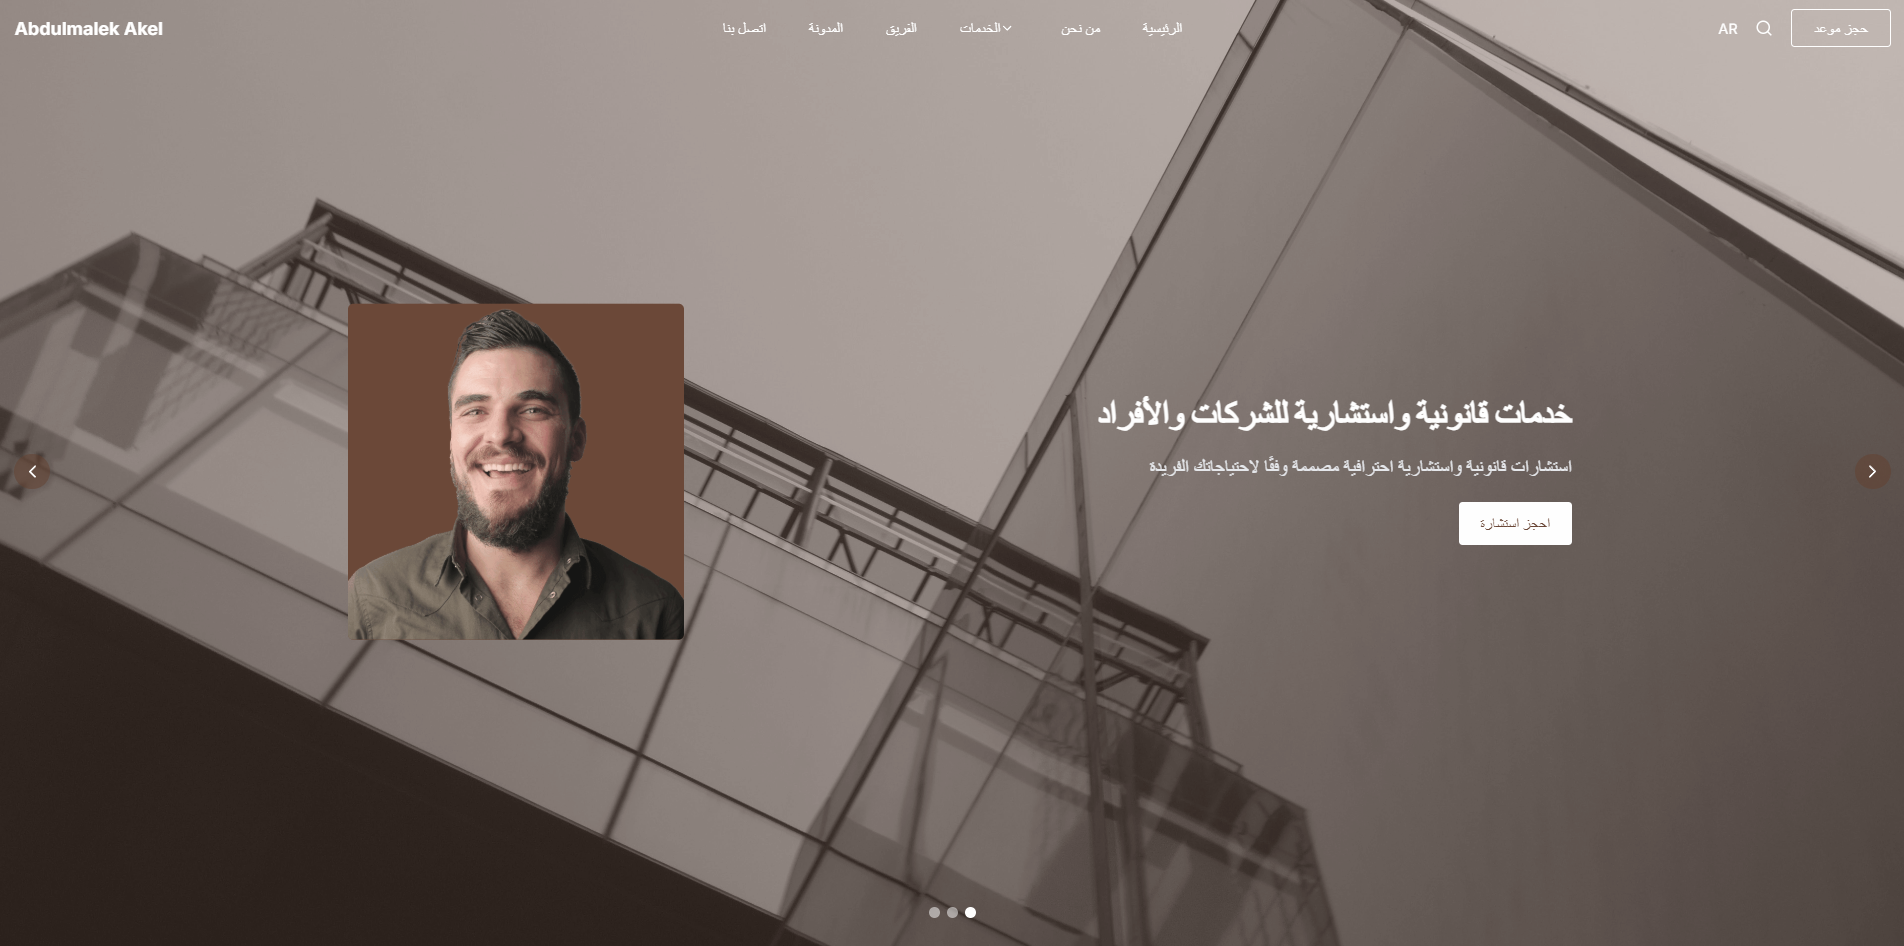 Abdulmalek Akel
الرئيسية
من نحن
الخدمات
الفريق
المدونة
اتصل بنا
AR
حجز موعد
خدمات قانونية واستشارية للشركات والأفراد
استشارات قانونية واستشارية احترافية مصممة وفقًا لاحتياجاتك الفريدة
احجز استشارة